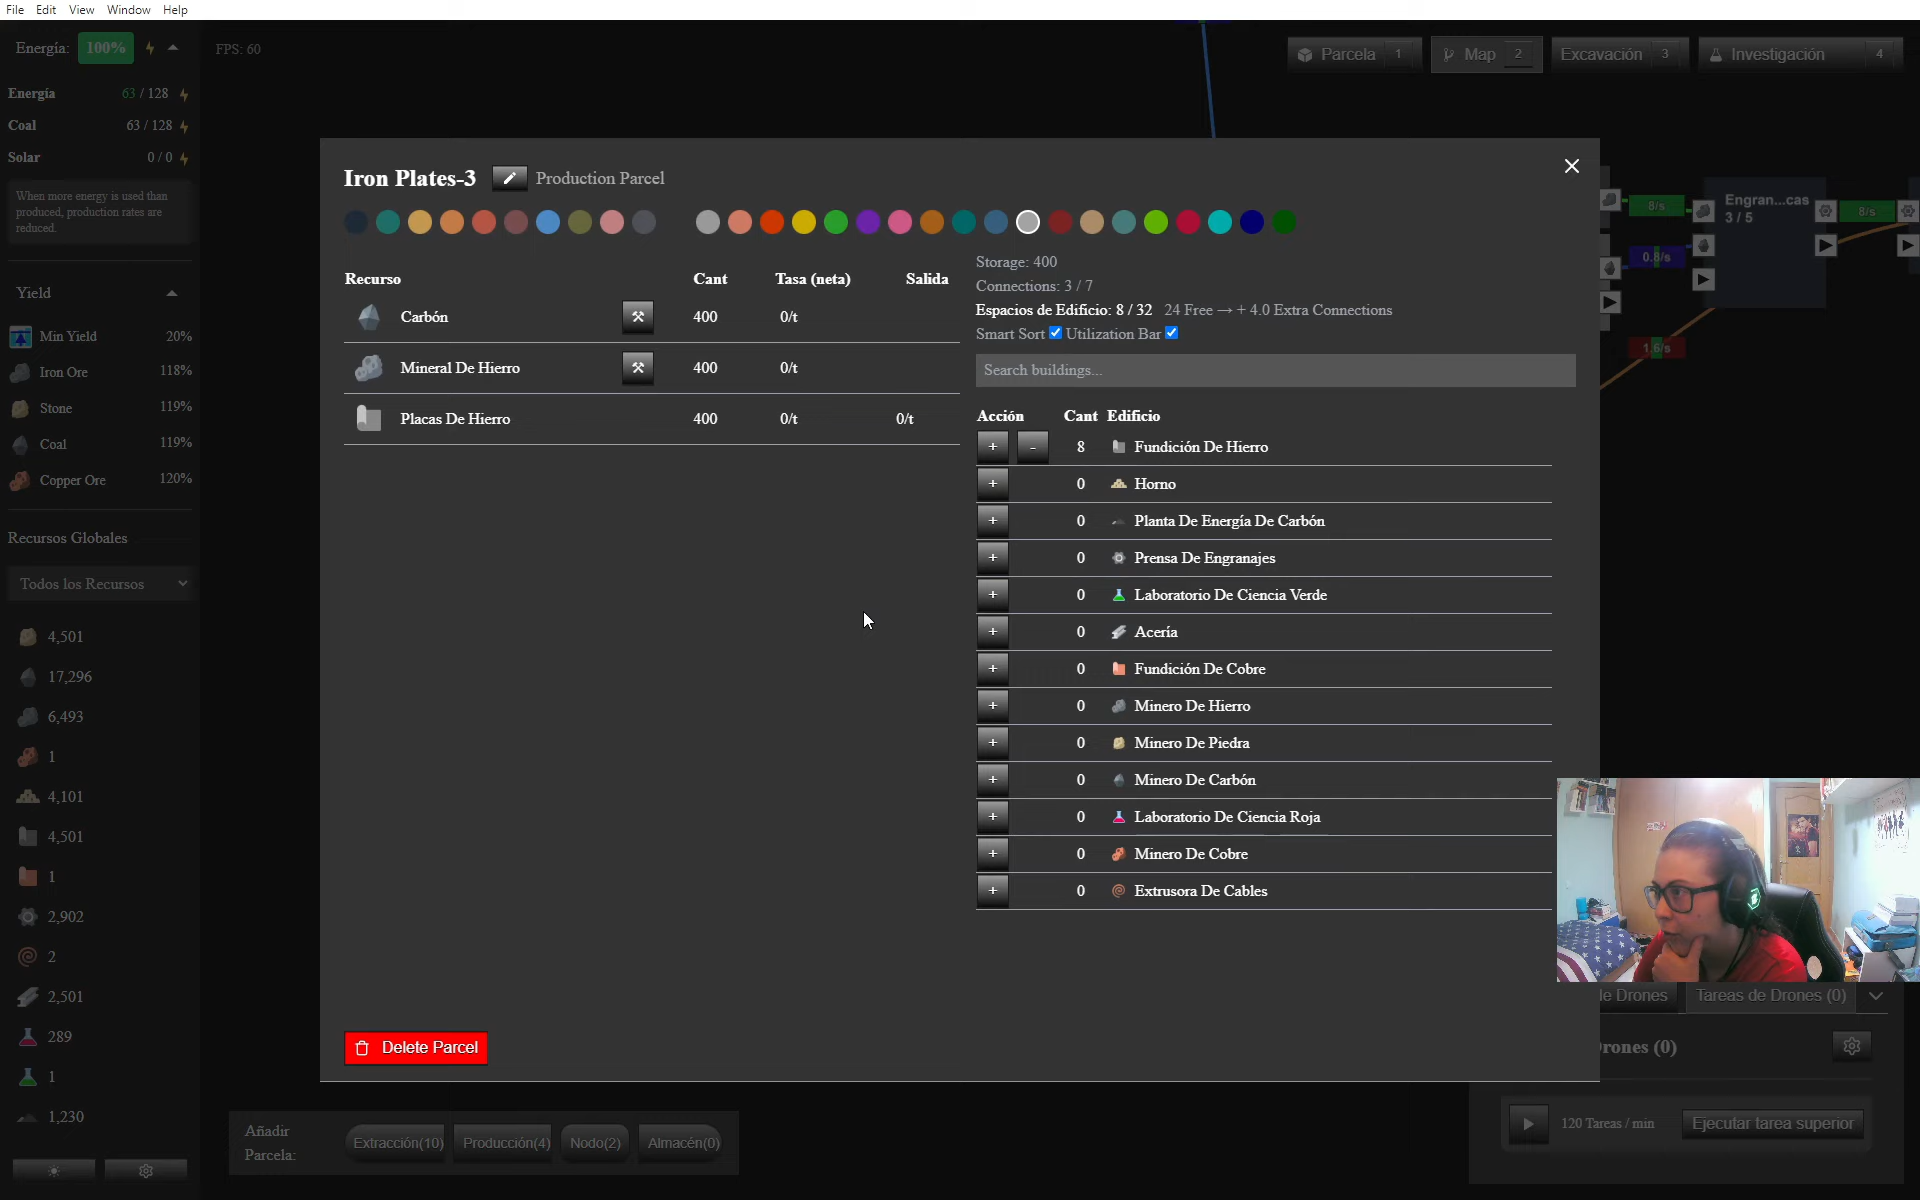 File Edit View Window Help
Energía: 100%
FPS: 60
Parcela 1
Map 2
Excavación 3
Investigación 4
Energía 63 / 128
Coal 63 / 128
Solar 0 / 0
When more energy is used than
produced, production rates are
reduced.
Yield
Min Yield 20%
Iron Ore 118%
Stone 119%
Coal 119%
Copper Ore 120%
Recursos Globales
Todos los Recursos
4,501
17,296
6,493
1
4,101
4,501
1
2,902
2
2,501
289
1
1,230
Iron Plates-3 Production Parcel
Recurso Cant Tasa (neta) Salida
Carbón 400 0/t
Mineral De Hierro 400 0/t
Placas De Hierro 400 0/t 0/t
Delete Parcel
Storage: 400
Connections: 3 / 7
Espacios de Edificio: 8 / 32 24 Free → + 4.0 Extra Connections
Smart Sort Utilization Bar
Search buildings...
Acción Cant Edificio
+ - 8 Fundición De Hierro
+ 0 Horno
+ 0 Planta De Energía De Carbón
+ 0 Prensa De Engranajes
+ 0 Laboratorio De Ciencia Verde
+ 0 Acería
+ 0 Fundición De Cobre
+ 0 Minero De Hierro
+ 0 Minero De Piedra
+ 0 Minero De Carbón
+ 0 Laboratorio De Ciencia Roja
+ 0 Minero De Cobre
+ 0 Extrusora De Cables
8/s
Engran...cas
3 / 5
8/s
0.8/s
1.6/s
de Drones
Tareas de Drones (0)
Drones (0)
120 Tareas / min
Ejecutar tarea superior
Añadir
Parcela:
Extracción(10)
Producción(4)
Nodo(2)
Almacén(0)